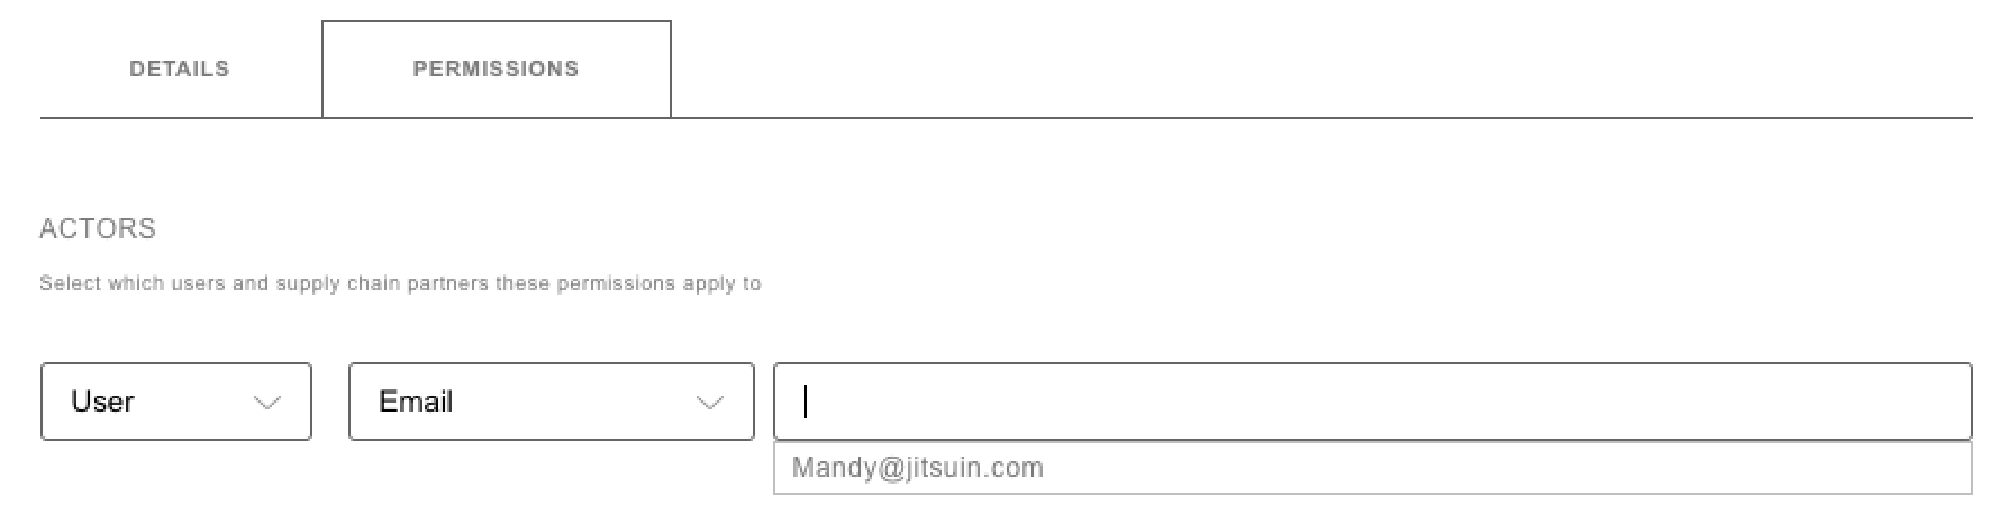 DETAILS PERMISSIONS
ACTORS
Select which users and supply chain partners these permissions apply to
User Email
Mandy@jitsuin.com